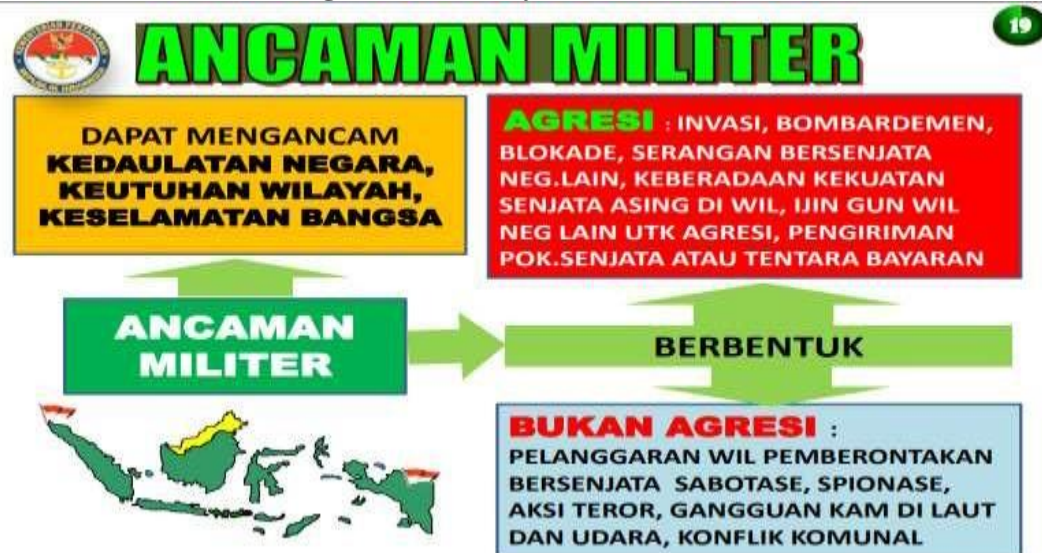 19
ANCAMAN MILITER
DAPAT MENGANCAM
KEDAULATAN NEGARA,
KEUTUHAN WILAYAH,
KESELAMATAN BANGSA
AGRESI : INVASI, BOMBARDEMEN,
BLOKADE, SERANGAN BERSENJATA
NEG.LAIN, KEBERADAAN KEKUATAN
SENJATA ASING DI WIL, IJIN GUN WIL
NEG LAIN UTK AGRESI, PENGIRIMAN
POK.SENJATA ATAU TENTARA BAYARAN
ANCAMAN
MILITER
BERBENTUK
BUKAN AGRESI :
PELANGGARAN WIL PEMBERONTAKAN
BERSENJATA SABOTASE, SPIONASE,
AKSI TEROR, GANGGUAN KAM DI LAUT
DAN UDARA, KONFLIK KOMUNAL